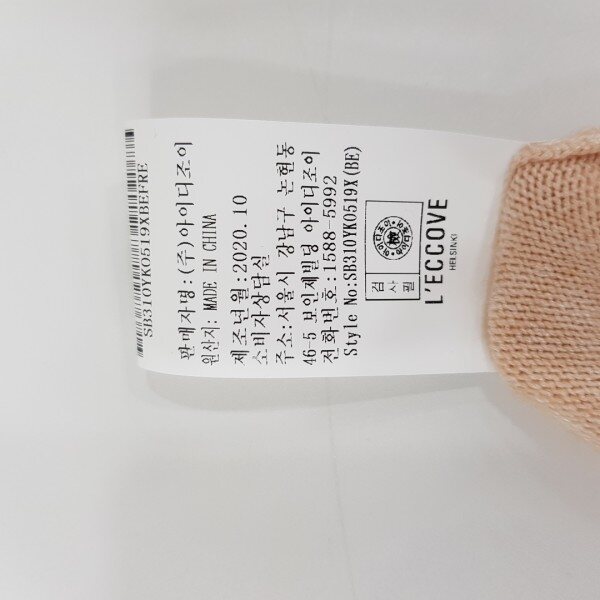 SB310YK0519XBEFRE
판매자명:(주)아이디조이
원산지: MADE IN CHINA
제조년월:2020.10
소비자상담실
주소:서울시 강남구 논현동
46-5 보인제빌딩 아이디조이
전화번호:1588-5992
Style No:SB310YK0519X(BE)
검 사 필
L'ECCOVE
HELSINKI